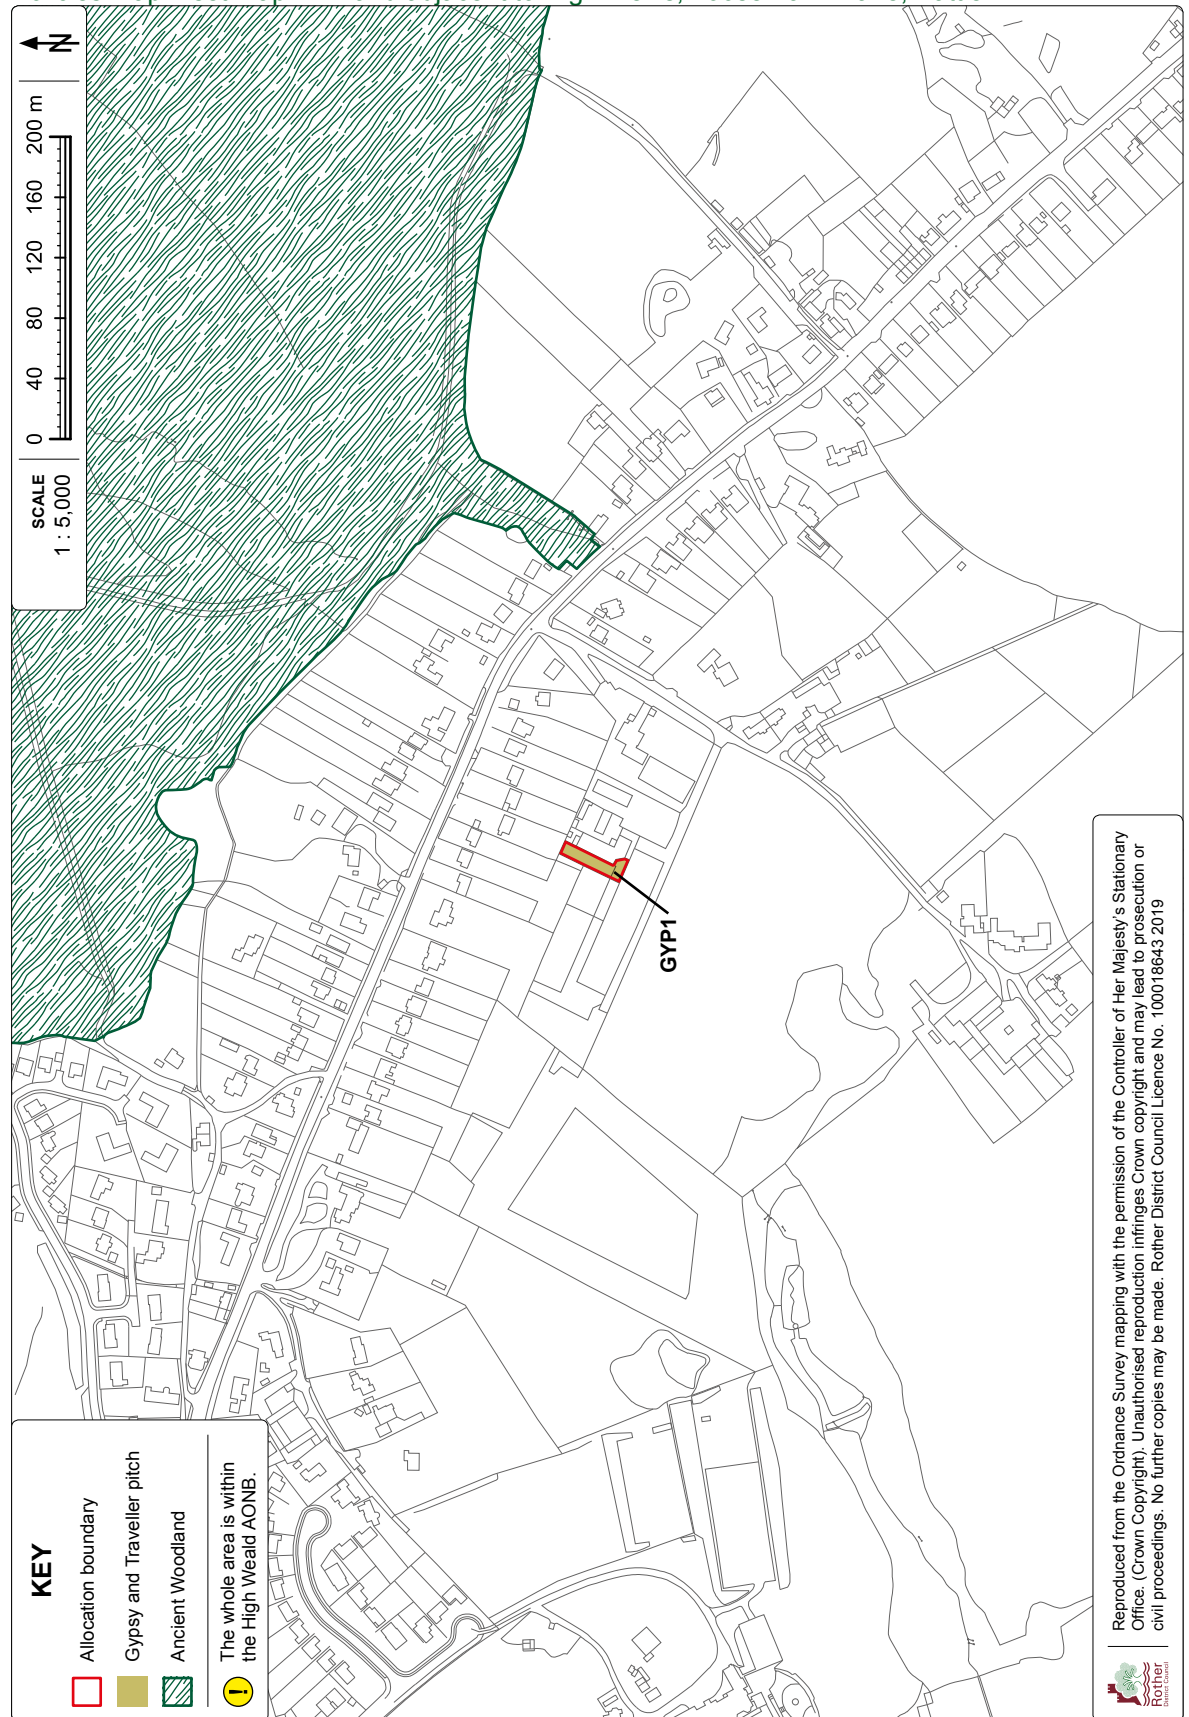 N
SCALE
1 : 5,000
0 40 80 120 160 200 m
GYP1
KEY
Allocation boundary
Gypsy and Traveller pitch
Ancient Woodland
! The whole area is within
the High Weald AONB.
Rother
District Council
Reproduced from the Ordnance Survey mapping with the permission of the Controller of Her Majesty's Stationary
Office. (Crown Copyright). Unauthorised reproduction infringes Crown copyright and may lead to prosecution or
civil proceedings. No further copies may be made. Rother District Council Licence No. 100018643 2019